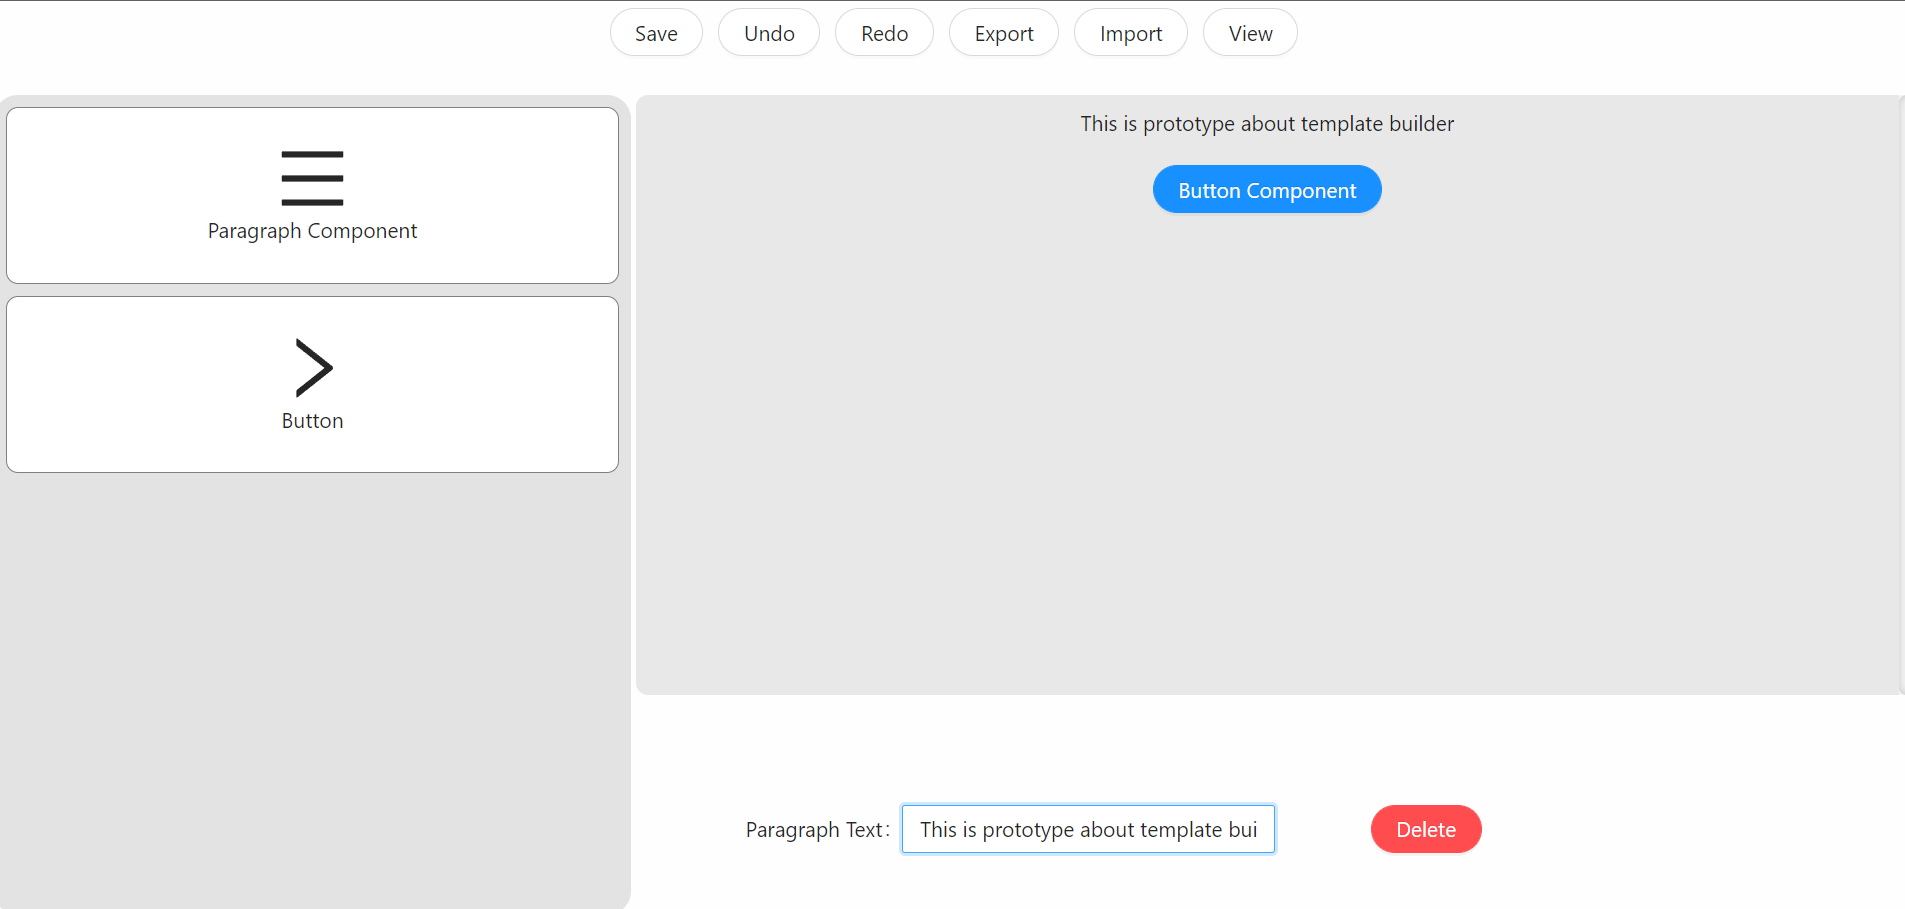 Save Undo Redo Export Import View
Paragraph Component
Button
This is prototype about template builder
Button Component
Paragraph Text: This is prototype about template bui
Delete